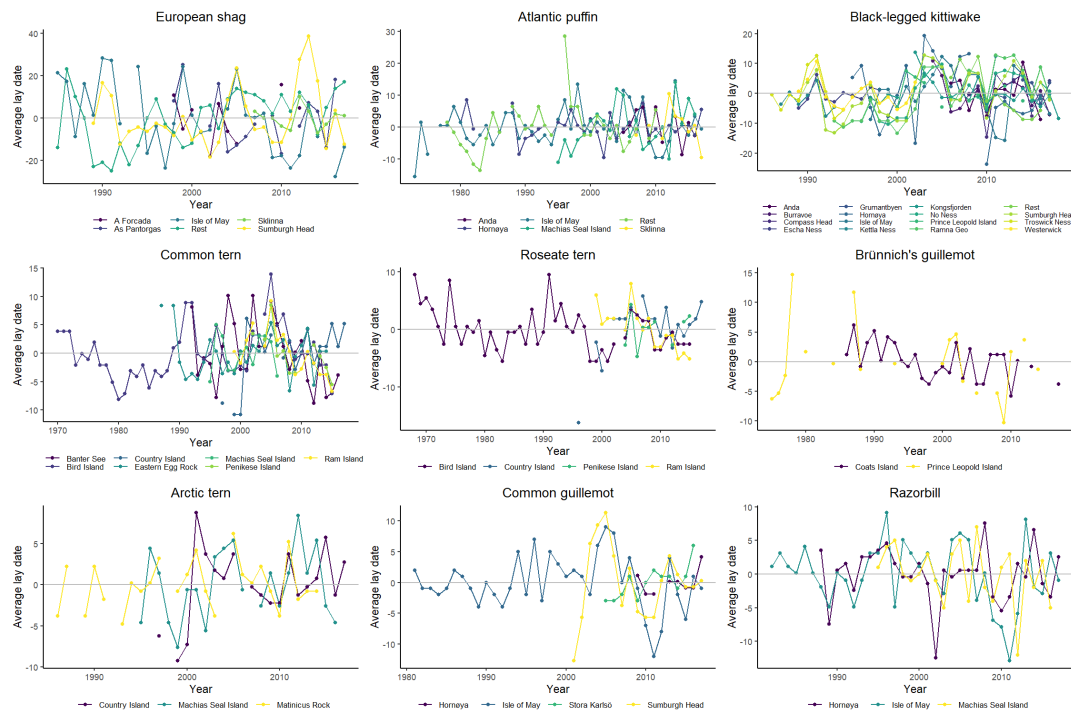 European shag
Average lay date
40
20
0
−20
1990
2000
2010
Year
A Forcada
Isle of May
Sklinna
As Pantorgas
Røst
Sumburgh Head
Atlantic puffin
Average lay date
30
20
10
0
−10
1980
1990
2000
2010
Year
Anda
Isle of May
Røst
Hornøya
Machias Seal Island
Sklinna
Black-legged kittiwake
Average lay date
20
10
0
−10
20
1990
2000
2010
Year
Anda
Grumantbyen
Kongsfjorden
Røst
Burravoe
Hornøya
No Ness
Sumburgh Head
Compass Head
Isle of May
Prince Leopold Island
Troswick Ness
Escha Ness
Kettla Ness
Ramna Geo
Westerwick
Common tern
Average lay date
15
10
5
0
−5
−10
1970
1980
1990
2000
2010
Year
Banter See
Country Island
Machias Seal Island
Ram Island
Bird Island
Eastern Egg Rock
Penikese Island
Roseate tern
Average lay date
10
5
0
−10
1970
1980
1990
2000
2010
Year
Bird Island
Country Island
Penikese Island
Ram Island
Brünnich's guillemot
Average lay date
15
10
5
0
−5
−10
1980
1990
2000
2010
Year
Coats Island
Prince Leopold Island
Arctic tern
Average lay date
10
5
0
−5
-10
1990
2000
2010
Year
Country Island
Machias Seal Island
Matinicus Rock
Common guillemot
Average lay date
10
5
0
−5
−10
1980
1990
2000
2010
Year
Hornøya
Isle of May
Stora Karlsö
Sumburgh Head
Razorbill
Average lay date
10
5
0
−5
−10
1990
2000
2010
Year
Hornøya
Isle of May
Machias Seal Island